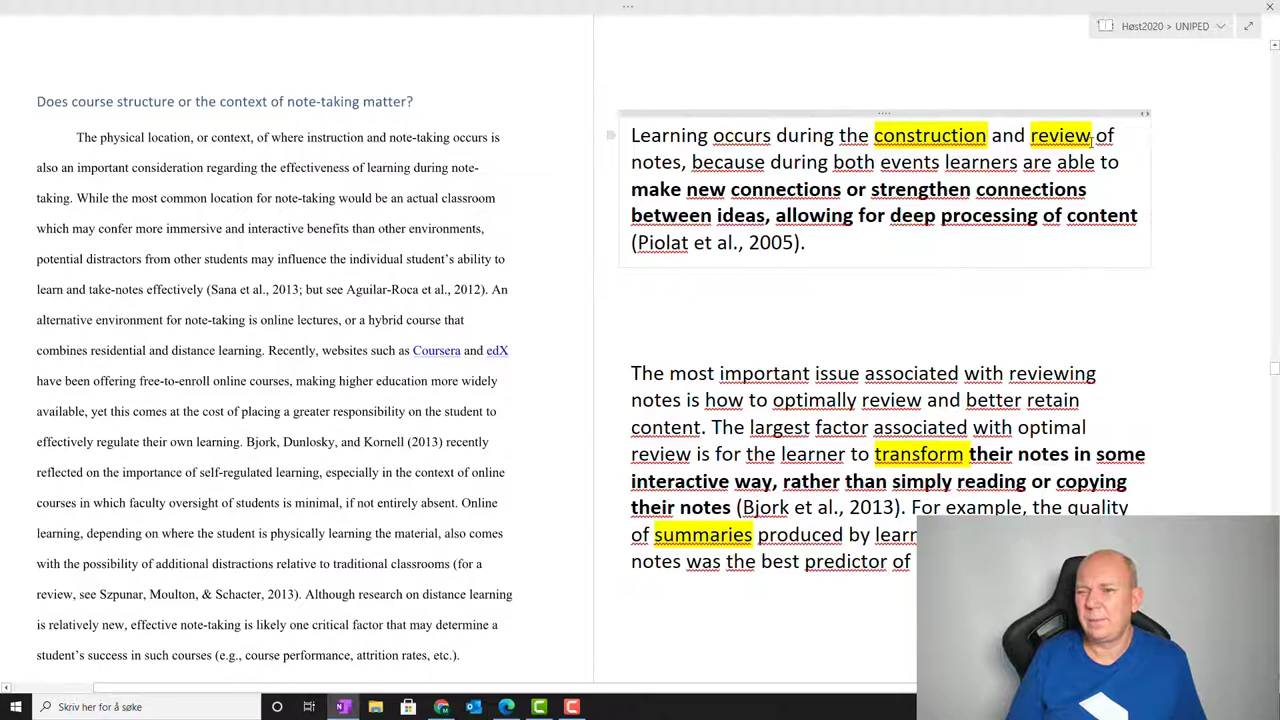 Høst2020 > UNIPED
Does course structure or the context of note-taking matter?
The physical location, or context, of where instruction and note-taking occurs is
also an important consideration regarding the effectiveness of learning during note-
taking. While the most common location for note-taking would be an actual classroom
which may confer more immersive and interactive benefits than other environments,
potential distractors from other students may influence the individual student's ability to
learn and take-notes effectively (Sana et al., 2013; but see Aguilar-Roca et al., 2012). An
alternative environment for note-taking is online lectures, or a hybrid course that
combines residential and distance learning. Recently, websites such as Coursera and edX
have been offering free-to-enroll online courses, making higher education more widely
available, yet this comes at the cost of placing a greater responsibility on the student to
effectively regulate their own learning. Bjork, Dunlosky, and Kornell (2013) recently
reflected on the importance of self-regulated learning, especially in the context of online
courses in which faculty oversight of students is minimal, if not entirely absent. Online
learning, depending on where the student is physically learning the material, also comes
with the possibility of additional distractions relative to traditional classrooms (for a
review, see Szpunar, Moulton, & Schacter, 2013). Although research on distance learning
is relatively new, effective note-taking is likely one critical factor that may determine a
student's success in such courses (e.g., course performance, attrition rates, etc.).
Learning occurs during the construction and review of
notes, because during both events learners are able to
make new connections or strengthen connections
between ideas, allowing for deep processing of content
(Piolat et al., 2005).
The most important issue associated with reviewing
notes is how to optimally review and better retain
content. The largest factor associated with optimal
review is for the learner to transform their notes in some
interactive way, rather than simply reading or copying
their notes (Bjork et al., 2013). For example, the quality
of summaries produced by learn
notes was the best predictor of
Skriv her for å søke